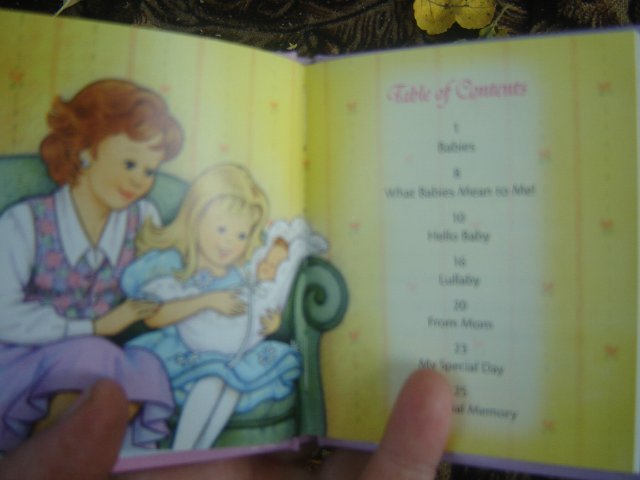 Table of Contents
1
Babies
8
What Babies Mean to Me!
10
Hello Baby
16
Lullaby
20
From Mom
23
My Special Day
25
Memory